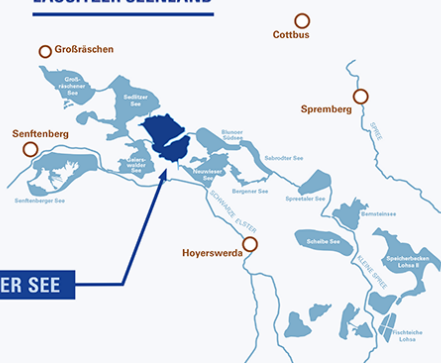 LAUSITZER SEENLAND
Cottbus
Großräschen
Groß-
räschener
See
Sedlitzer
See
Spremberg
SPREE
Senftenberg
Blunoer
Südsee
Sabrodter See
Geiers-
walder
See
Neuwieser
See
Bergener See
Senftenberger See
Spreetaler See
SCHWARZE ELSTER
Bernsteinsee
Scheibe See
Hoyerswerda
Speicherbecken
Lohsa II
KLEINE SPREE
ER SEE
Fischteiche
Lohsa